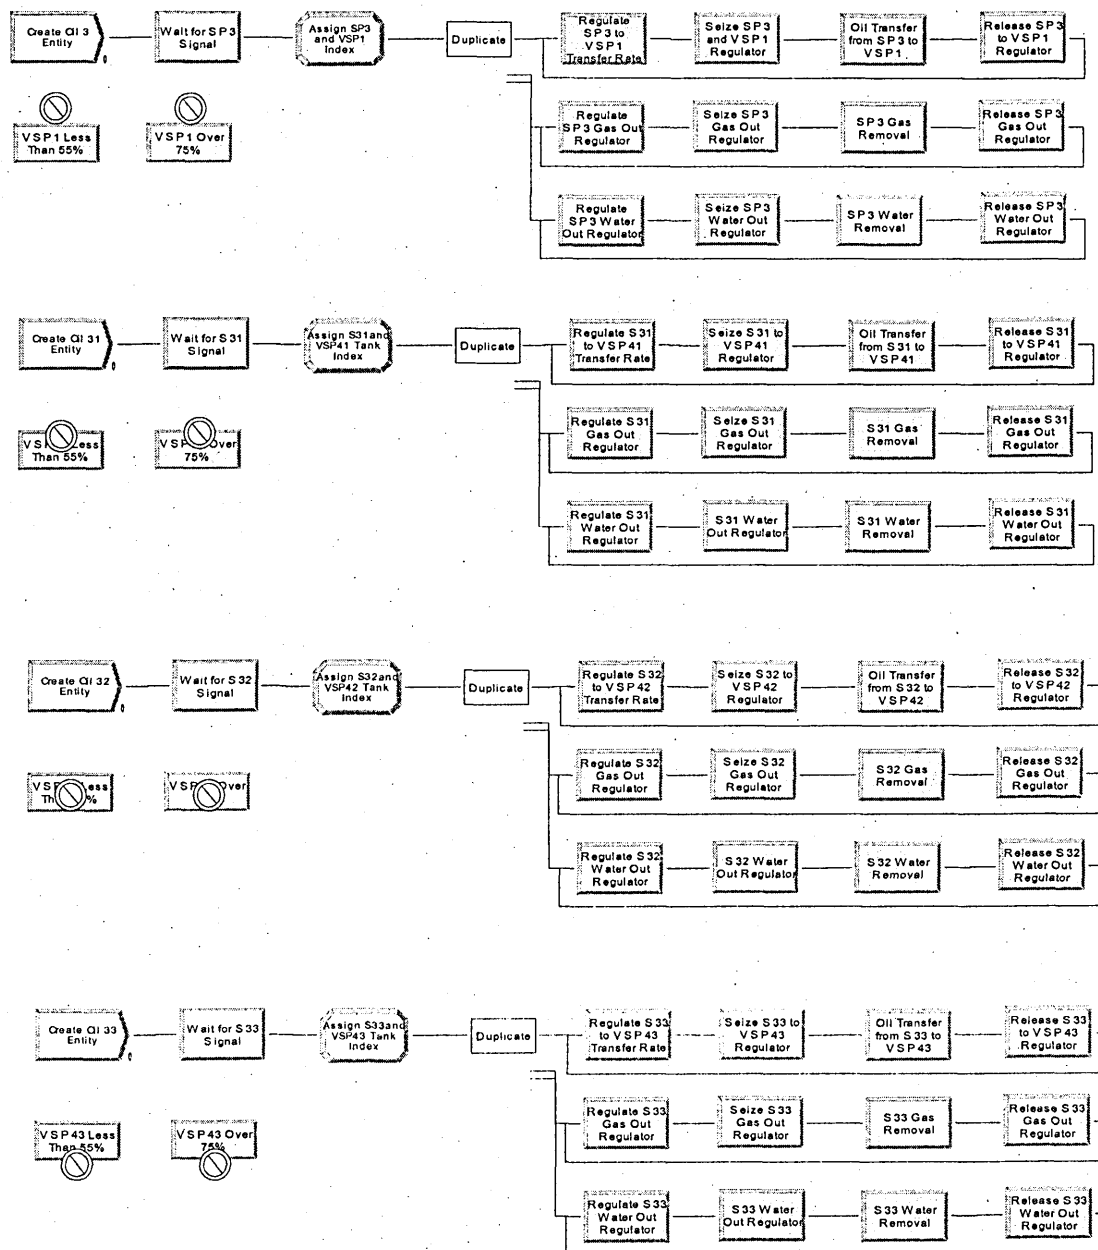 Create Oil 3
Entity
Wait for SP3
Signal
Assign SP3
and VSP1
Index
Duplicate
Regulate
SP3 to
VSP1
Transfer Rate
Seize SP3
and VSP1
Regulator
Oil Transfer
from SP3 to
VSP1
Release SP3
to VSP1
Regulator
VSP1 Less
Than 55%
VSP1 Over
75%
Regulate
SP3 Gas Out
Regulator
Seize SP3
Gas Out
Regulator
SP3 Gas
Removal
Release SP3
Gas Out
Regulator
Regulate
SP3 Water
Out Regulator
Seize SP3
Water Out
Regulator
SP3 Water
Removal
Release SP3
Water Out
Regulator
Create Oil 31
Entity
Wait for S31
Signal
Assign S31and
VSP41 Tank
Index
Duplicate
Regulate S31
to VSP41
Transfer Rate
Seize S31 to
VSP41
Regulator
Oil Transfer
from S31 to
VSP41
Release S31
to VSP41
Regulator
Than 55%
Over
75%
Regulate S31
Gas Out
Regulator
Seize S31
Gas Out
Regulator
S31 Gas
Removal
Release S31
Gas Out
Regulator
Regulate S31
Water Out
Regulator
S31 Water
Out Regulator
S31 Water
Removal
Release S31
Water Out
Regulator
Create Oil 32
Entity
Wait for S32
Signal
Assign S32and
VSP42 Tank
Index
Duplicate
Regulate S32
to VSP42
Transfer Rate
Seize S32 to
VSP42
Regulator
Oil Transfer
from S32 to
VSP42
Release S32
to VSP42
Regulator
Over
Regulate S32
Gas Out
Regulator
Seize S32
Gas Out
Regulator
S32 Gas
Removal
Release S32
Gas Out
Regulator
Regulate S32
Water Out
Regulator
S32 Water
Out Regulator
S32 Water
Removal
Release S32
Water Out
Regulator
Create Oil 33
Entity
Wait for S33
Signal
Assign S33and
VSP43 Tank
Index
Duplicate
Regulate S33
to VSP43
Transfer Rate
Seize S33 to
VSP43
Regulator
Oil Transfer
from S33 to
VSP43
Release S33
to VSP43
Regulator
VSP43 Less
Than 55%
VSP43 Over
75%
Regulate S33
Gas Out
Regulator
Seize S33
Gas Out
Regulator
S33 Gas
Removal
Release S33
Gas Out
Regulator
Regulate S33
Water Out
Regulator
S33 Water
Out Regulator
S33 Water
Removal
Release S33
Water Out
Regulator